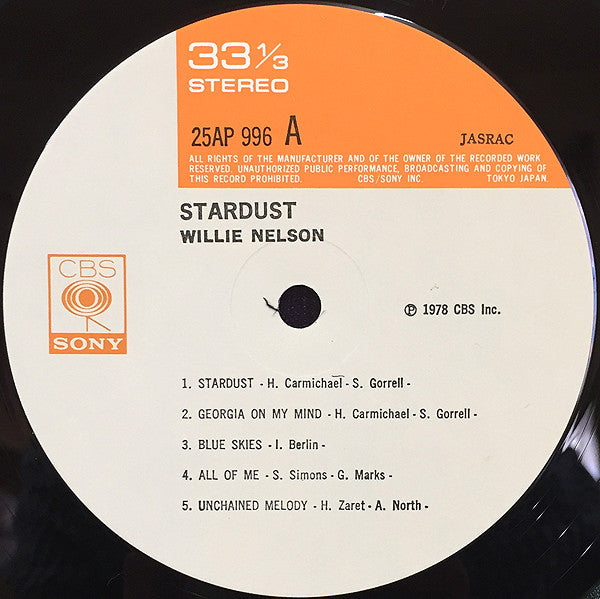 33 1/3
STEREO
25AP 996 A
JASRAC
ALL RIGHTS OF THE MANUFACTURER AND OF THE OWNER OF THE RECORDED WORK
RESERVED. UNAUTHORIZED PUBLIC PERFORMANCE, BROADCASTING AND COPYING OF
THIS RECORD PROHIBITED. CBS/SONY INC. TOKYO JAPAN.
STARDUST
WILLIE NELSON
CBS
SONY
℗ 1978 CBS Inc.
1. STARDUST - H. Carmichael - S. Gorrell -
2. GEORGIA ON MY MIND - H. Carmichael - S. Gorrell -
3. BLUE SKIES - I. Berlin -
4. ALL OF ME - S. Simons - G. Marks -
5. UNCHAINED MELODY - H. Zaret - A. North -